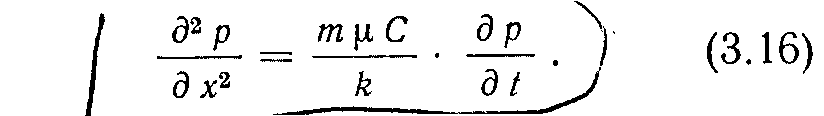 ∂² p / ∂ x² = m μ C / k · ∂ p / ∂ t . (3.16)